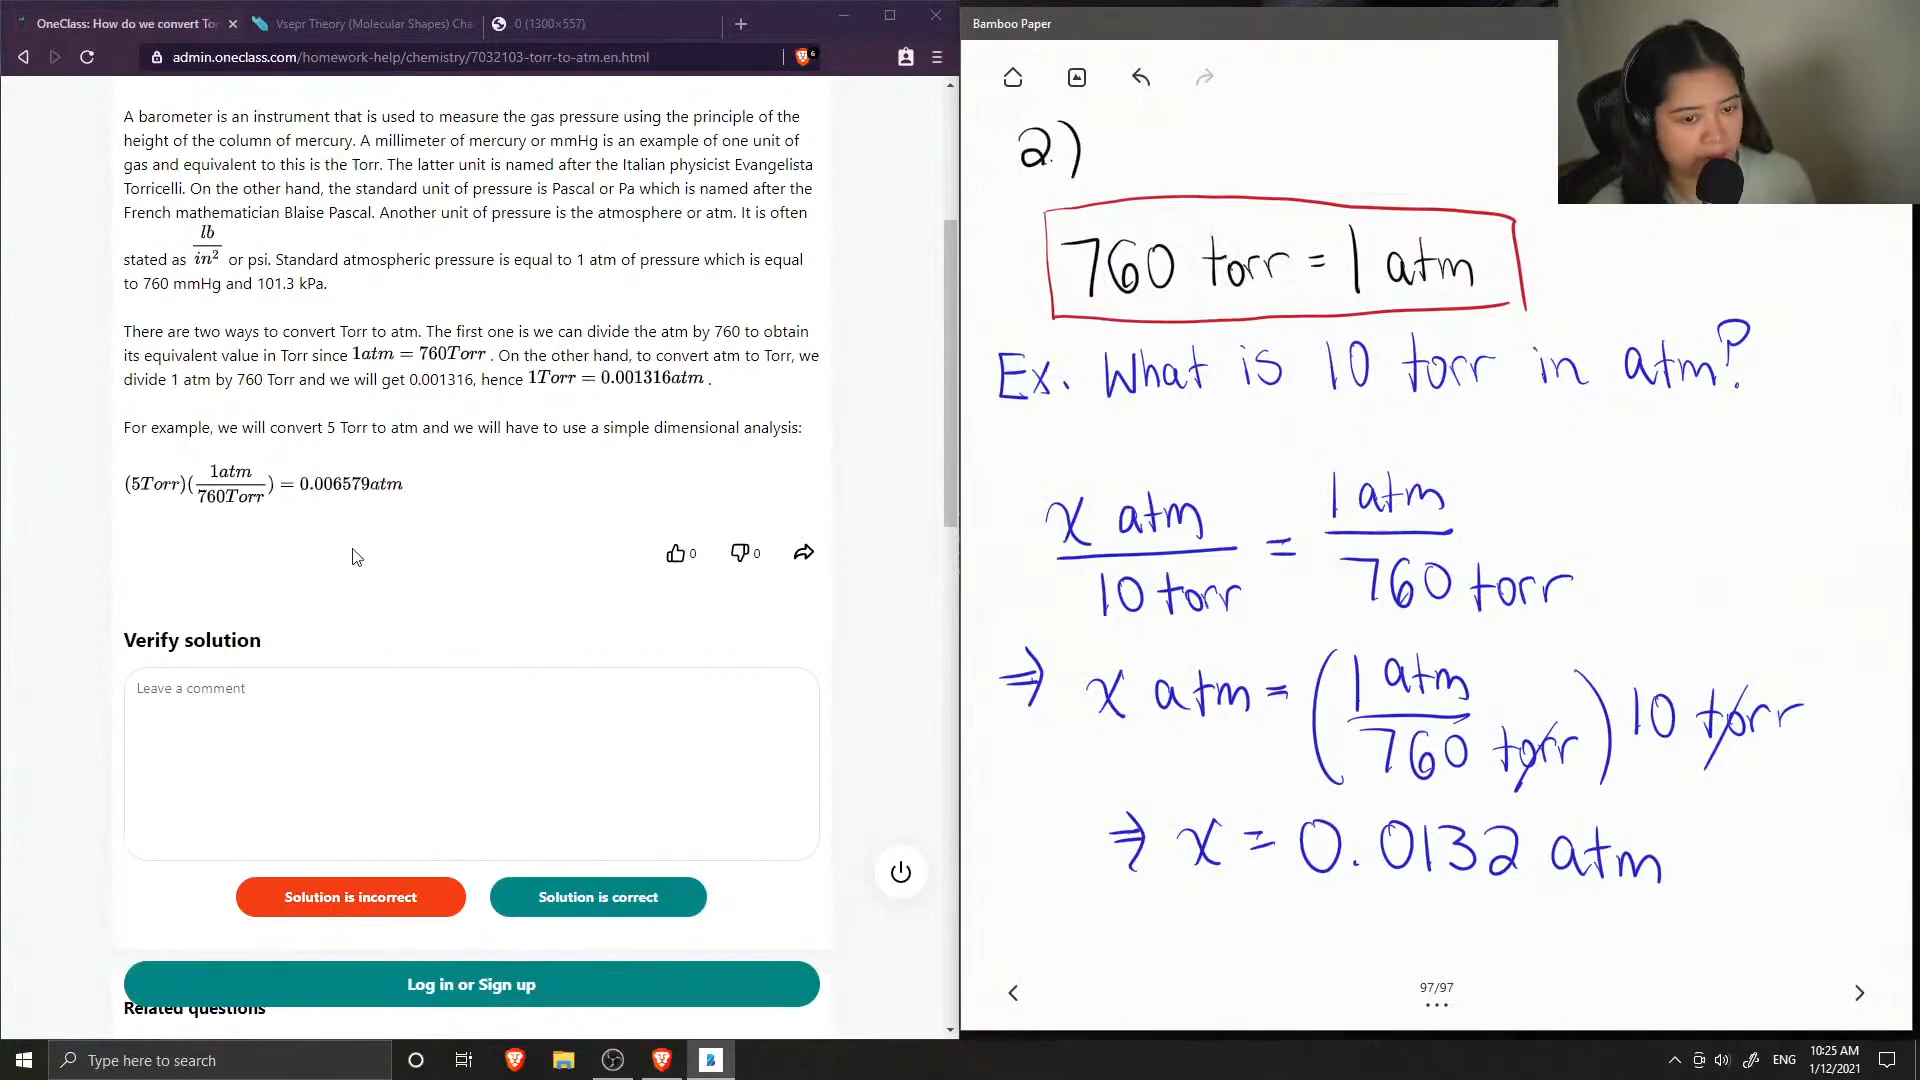 OneClass: How do we convert Tor
Vsepr Theory (Molecular Shapes) Cha
0 (1300×557)
admin.oneclass.com/homework-help/chemistry/7032103-torr-to-atm.en.html
6
A barometer is an instrument that is used to measure the gas pressure using the principle of the
height of the column of mercury. A millimeter of mercury or mmHg is an example of one unit of
gas and equivalent to this is the Torr. The latter unit is named after the Italian physicist Evangelista
Torricelli. On the other hand, the standard unit of pressure is Pascal or Pa which is named after the
French mathematician Blaise Pascal. Another unit of pressure is the atmosphere or atm. It is often
stated as lb/in² or psi. Standard atmospheric pressure is equal to 1 atm of pressure which is equal
to 760 mmHg and 101.3 kPa.
There are two ways to convert Torr to atm. The first one is we can divide the atm by 760 to obtain
its equivalent value in Torr since 1atm = 760Torr . On the other hand, to convert atm to Torr, we
divide 1 atm by 760 Torr and we will get 0.001316, hence 1Torr = 0.001316atm .
For example, we will convert 5 Torr to atm and we will have to use a simple dimensional analysis:
(5Torr)(1atm/760Torr) = 0.006579atm
0
0
Verify solution
Leave a comment
Solution is incorrect
Solution is correct
Log in or Sign up
Related questions
Bamboo Paper
2)
760 torr = 1 atm
Ex. What is 10 torr in atm?
x atm/10 torr = 1 atm/760 torr
⇒ x atm = (1 atm/760 torr) 10 torr
⇒ x = 0.0132 atm
97/97
Type here to search
ENG
10:25 AM
1/12/2021